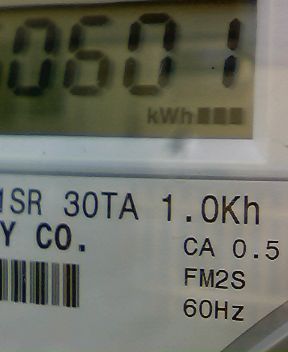 0601
kWh
1SR 30TA 1.0Kh
Y CO.
CA 0.5
FM2S
60Hz